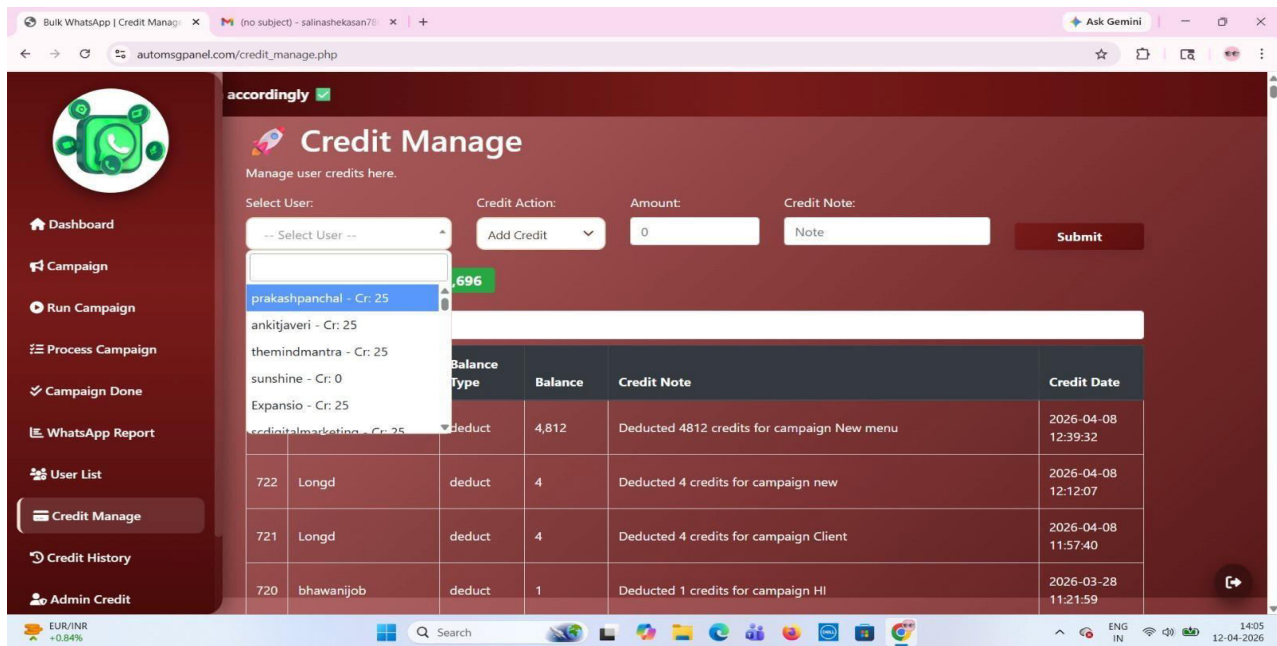 Bulk WhatsApp | Credit Manag
(no subject) - salinashekasan78
Ask Gemini
automsgpanel.com/credit_manage.php
accordingly ✅
🚀 Credit Manage
Manage user credits here.
Select User:
Credit Action:
Amount:
Credit Note:
-- Select User --
Add Credit
0
Note
Submit
,696
prakashpanchal - Cr: 25
ankitjaveri - Cr: 25
themindmantra - Cr: 25
sunshine - Cr: 0
Expansio - Cr: 25
scdigitalmarketing - Cr: 25
Dashboard
Campaign
Run Campaign
Process Campaign
Campaign Done
WhatsApp Report
User List
Credit Manage
Credit History
Admin Credit
Balance Type
Balance
Credit Note
Credit Date
deduct 4,812 Deducted 4812 credits for campaign New menu 2026-04-08 12:39:32
722 Longd deduct 4 Deducted 4 credits for campaign new 2026-04-08 12:12:07
721 Longd deduct 4 Deducted 4 credits for campaign Client 2026-04-08 11:57:40
720 bhawanijob deduct 1 Deducted 1 credits for campaign HI 2026-03-28 11:21:59
EUR/INR
+0.84%
Search
DELL
ENG
IN
14:05
12-04-2026